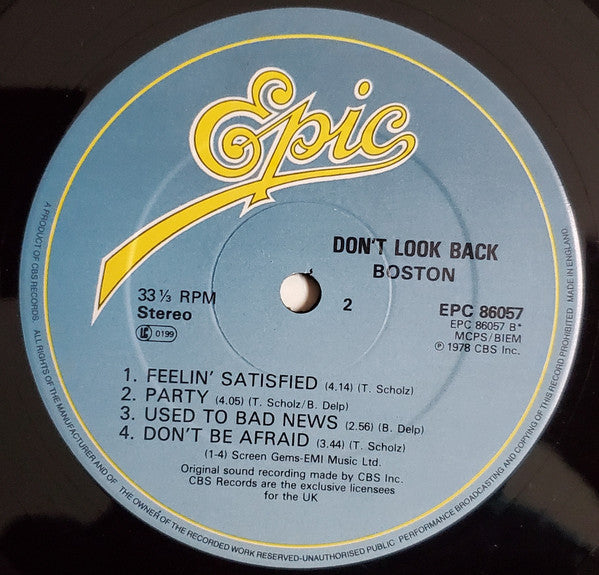 Epic
DON'T LOOK BACK
BOSTON
33 ⅓ RPM
Stereo
LC 0199
2
EPC 86057
EPC 86057 B*
MCPS/BIEM
℗ 1978 CBS Inc.
1. FEELIN' SATISFIED (4.14) (T. Scholz)
2. PARTY (4.05) (T. Scholz/B. Delp)
3. USED TO BAD NEWS (2.56) (B. Delp)
4. DON'T BE AFRAID (3.44) (T. Scholz)
(1-4) Screen Gems-EMI Music Ltd.
Original sound recording made by CBS Inc.
CBS Records are the exclusive licensees
for the UK
A PRODUCT OF CBS RECORDS. ALL RIGHTS OF THE MANUFACTURER AND OF THE OWNER OF THE RECORDED WORK RESERVED-UNAUTHORISED PUBLIC PERFORMANCE BROADCASTING AND COPYING OF THIS RECORD PROHIBITED MADE IN ENGLAND.